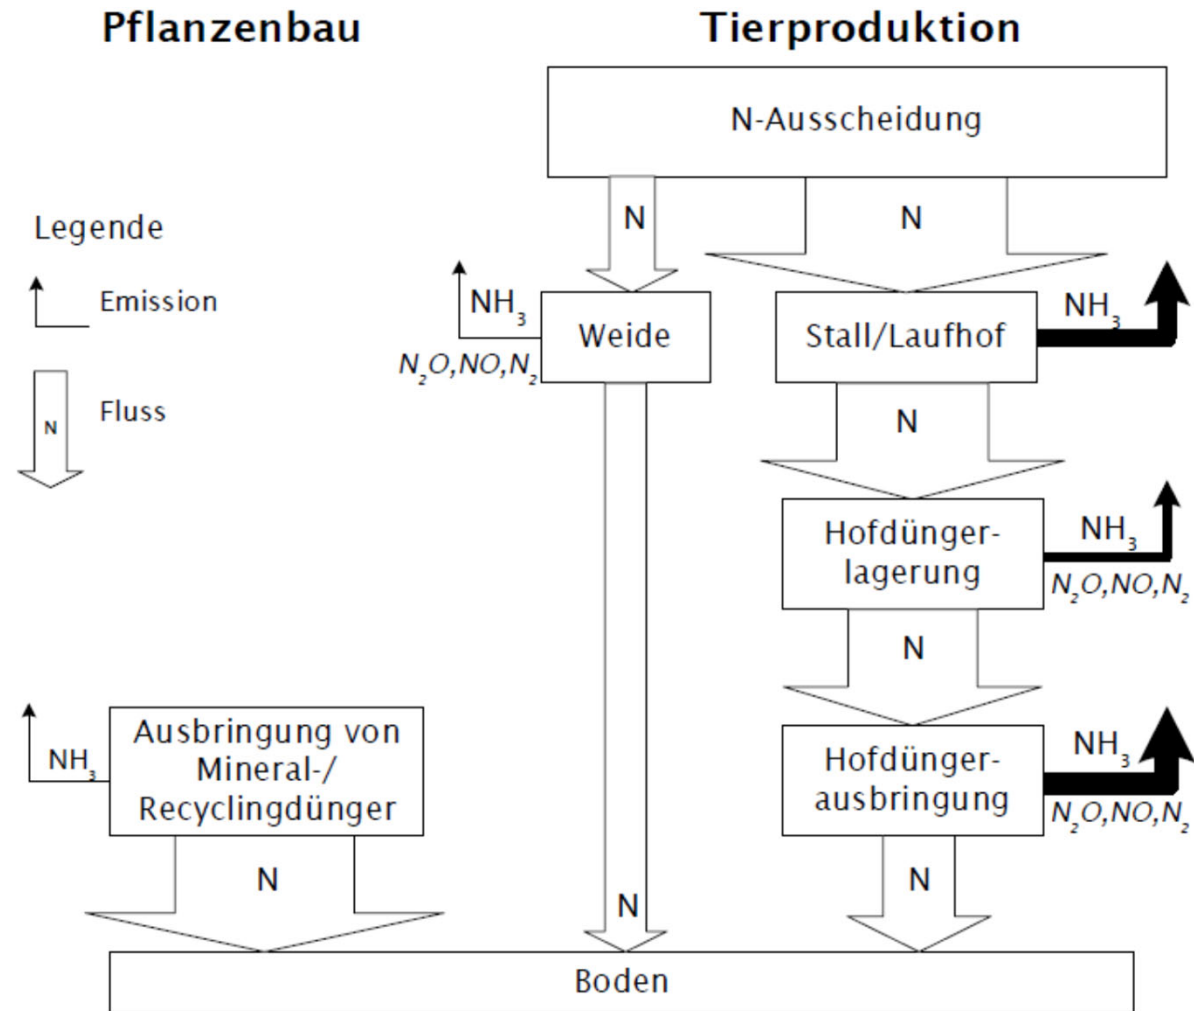 Pflanzenbau
Tierproduktion
N-Ausscheidung
N
N
Legende
Emission
N
Fluss
NH₃
N₂O,NO,N₂
Weide
Stall/Laufhof
NH₃
N
Hofdünger-
lagerung
NH₃
N₂O,NO,N₂
N
NH₃
Ausbringung von
Mineral-/
Recyclingdünger
Hofdünger-
ausbringung
NH₃
N₂O,NO,N₂
N
N
N
Boden